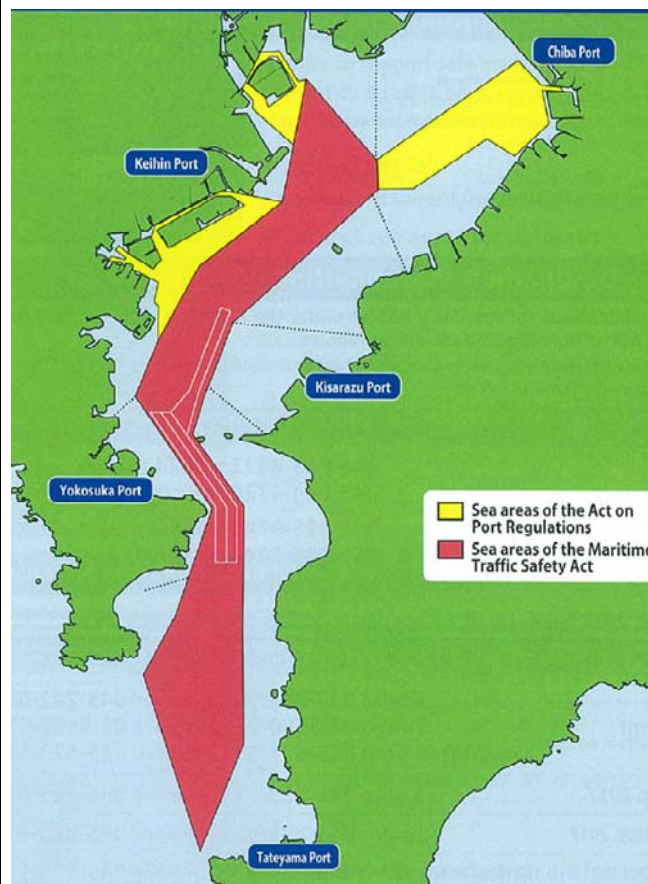 Chiba Port
Keihin Port
Kisarazu Port
Yokosuka Port
Sea areas of the Act on
Port Regulations
Sea areas of the Maritime
Traffic Safety Act
Tateyama Port